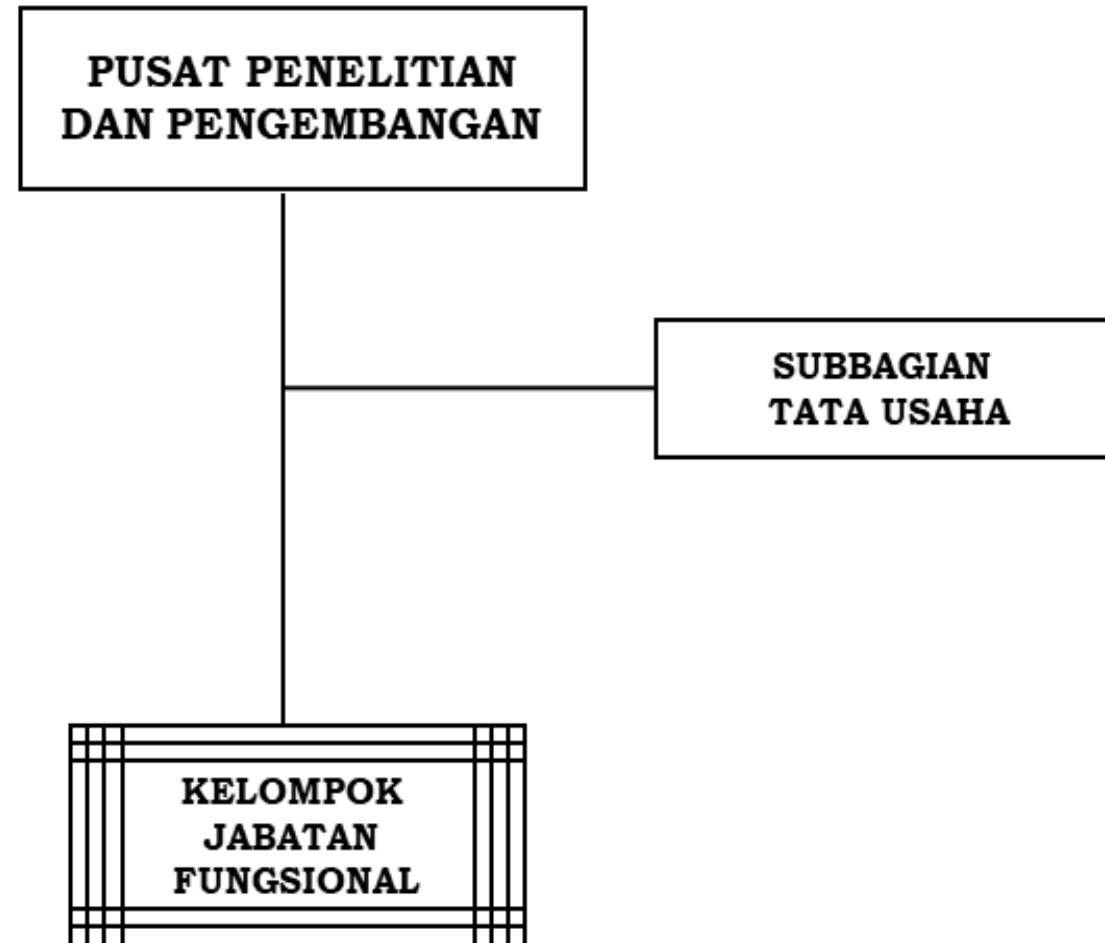 PUSAT PENELITIAN
DAN PENGEMBANGAN
SUBBAGIAN
TATA USAHA
KELOMPOK
JABATAN
FUNGSIONAL